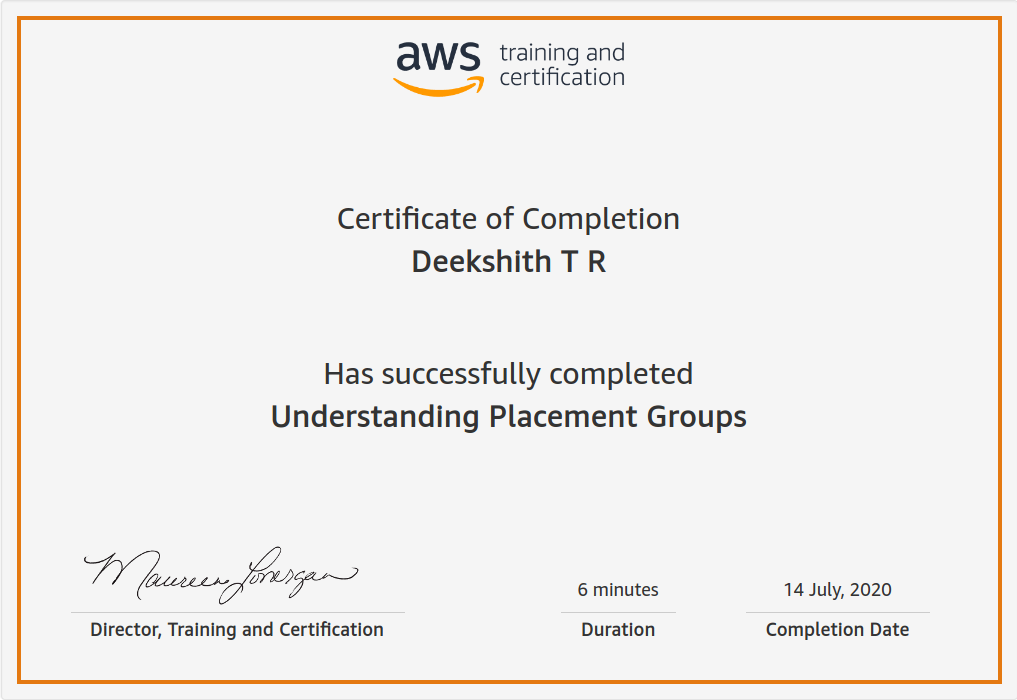 aws training and
certification
Certificate of Completion
Deekshith T R
Has successfully completed
Understanding Placement Groups
Maureen Lonergan
6 minutes
14 July, 2020
Director, Training and Certification
Duration
Completion Date